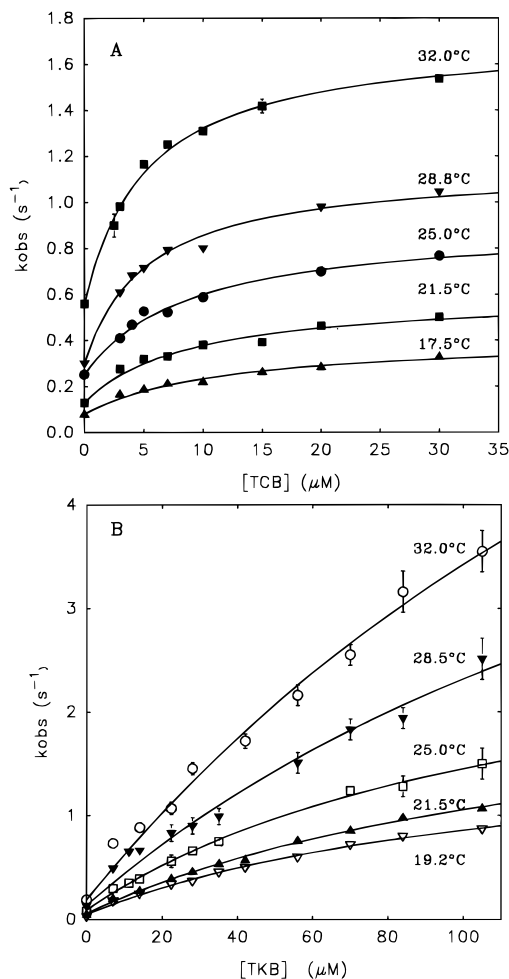 A
1.8
1.6
1.4
1.2
1.0
0.8
0.6
0.4
0.2
0.0
kobs (s⁻¹)
32.0°C
28.8°C
25.0°C
21.5°C
17.5°C
0 5 10 15 20 25 30 35
[TCB] (μM)
B
4
3
2
1
0
kobs (s⁻¹)
32.0°C
28.5°C
25.0°C
21.5°C
19.2°C
0 20 40 60 80 100
[TKB] (μM)